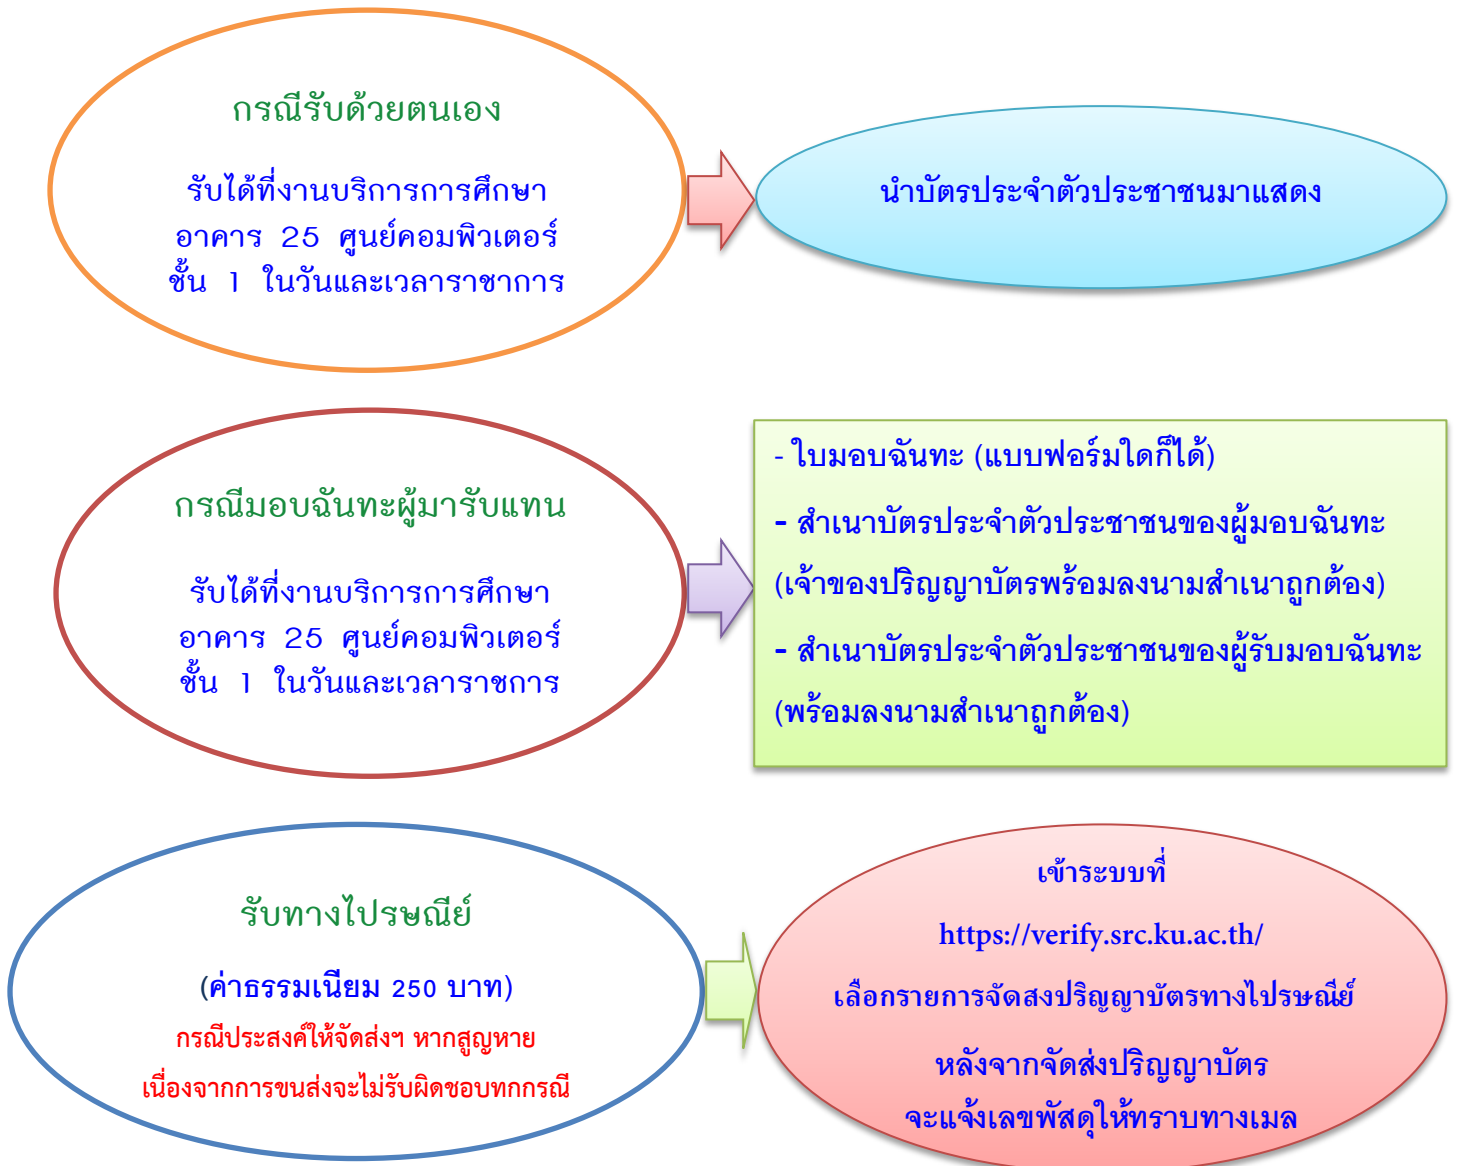 กรณีรับด้วยตนเอง
รับได้ที่งานบริการการศึกษา
อาคาร 25 ศูนย์คอมพิวเตอร์
ชั้น 1 ในวันและเวลาราชาการ
นำบัตรประจำตัวประชาชนมาแสดง
กรณีมอบฉันทะผู้มารับแทน
รับได้ที่งานบริการการศึกษา
อาคาร 25 ศูนย์คอมพิวเตอร์
ชั้น 1 ในวันและเวลาราชการ
- ใบมอบฉันทะ (แบบฟอร์มใดก็ได้)
- สำเนาบัตรประจำตัวประชาชนของผู้มอบฉันทะ
(เจ้าของปริญญาบัตรพร้อมลงนามสำเนาถูกต้อง)
- สำเนาบัตรประจำตัวประชาชนของผู้รับมอบฉันทะ
(พร้อมลงนามสำเนาถูกต้อง)
รับทางไปรษณีย์
(ค่าธรรมเนียม 250 บาท)
กรณีประสงค์ให้จัดส่งฯ หากสูญหาย
เนื่องจากการขนส่งจะไม่รับผิดชอบทกกรณี
เข้าระบบที่
https://verify.src.ku.ac.th/
เลือกรายการจัดสงปริญญาบัตรทางไปรษณีย์
หลังจากจัดส่งปริญญาบัตร
จะแจ้งเลขพัสดุให้ทราบทางเมล